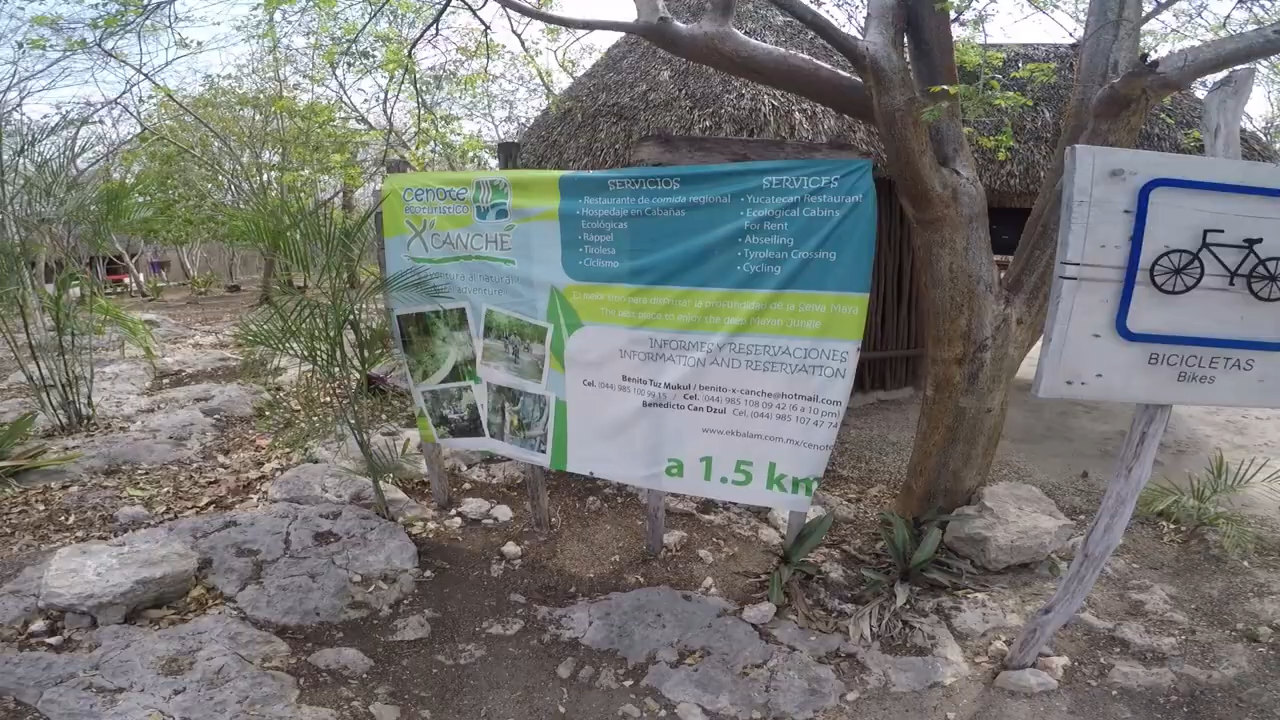 cenote
ecoturístico
X'CANCHÉ
aventura al natural!
adventure
SERVICIOS
• Restaurante de comida regional
• Hospedaje en Cabañas
Ecológicas
• Ráppel
• Tirolesa
• Ciclismo
SERVICES
• Yucatecan Restaurant
• Ecological Cabins
For Rent
• Abseiling
• Tyrolean Crossing
• Cycling
El mejor sitio para disfrutar la profundidad de la Selva Maya
The best place to enjoy the deep Mayan Jungle
INFORMES Y RESERVACIONES
INFORMATION AND RESERVATION
Benito Tuz Mukul / benito-x-canche@hotmail.com
Cel. (044) 985 100 99 15 / Cel. (044) 985 108 09 42 (6 a 10 pm)
Benedicto Can Dzul Cel. (044) 985 107 47 74
www.ekbalam.com.mx/cenote
a 1.5 km
BICICLETAS
Bikes